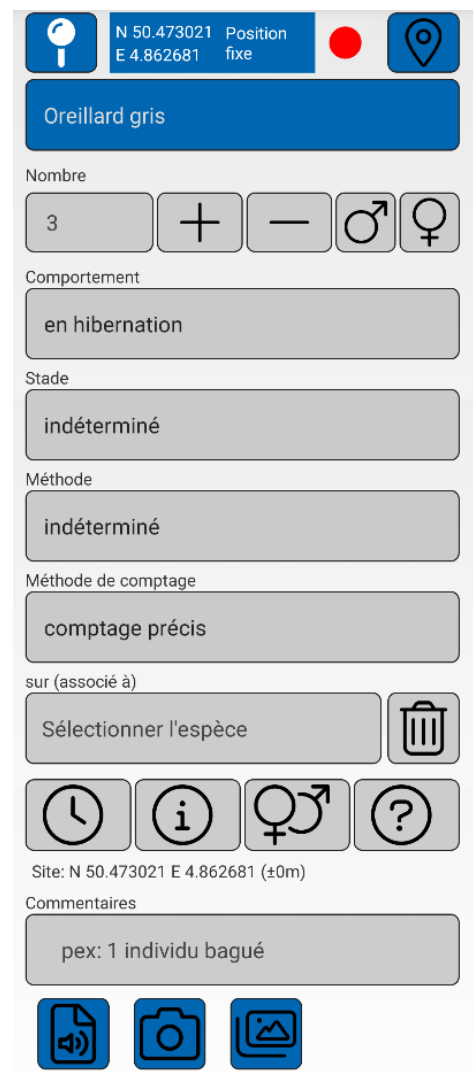 N 50.473021 Position
E 4.862681 fixe
Oreillard gris
Nombre
3
Comportement
en hibernation
Stade
indéterminé
Méthode
indéterminé
Méthode de comptage
comptage précis
sur (associé à)
Sélectionner l'espèce
Site: N 50.473021 E 4.862681 (±0m)
Commentaires
pex: 1 individu bagué